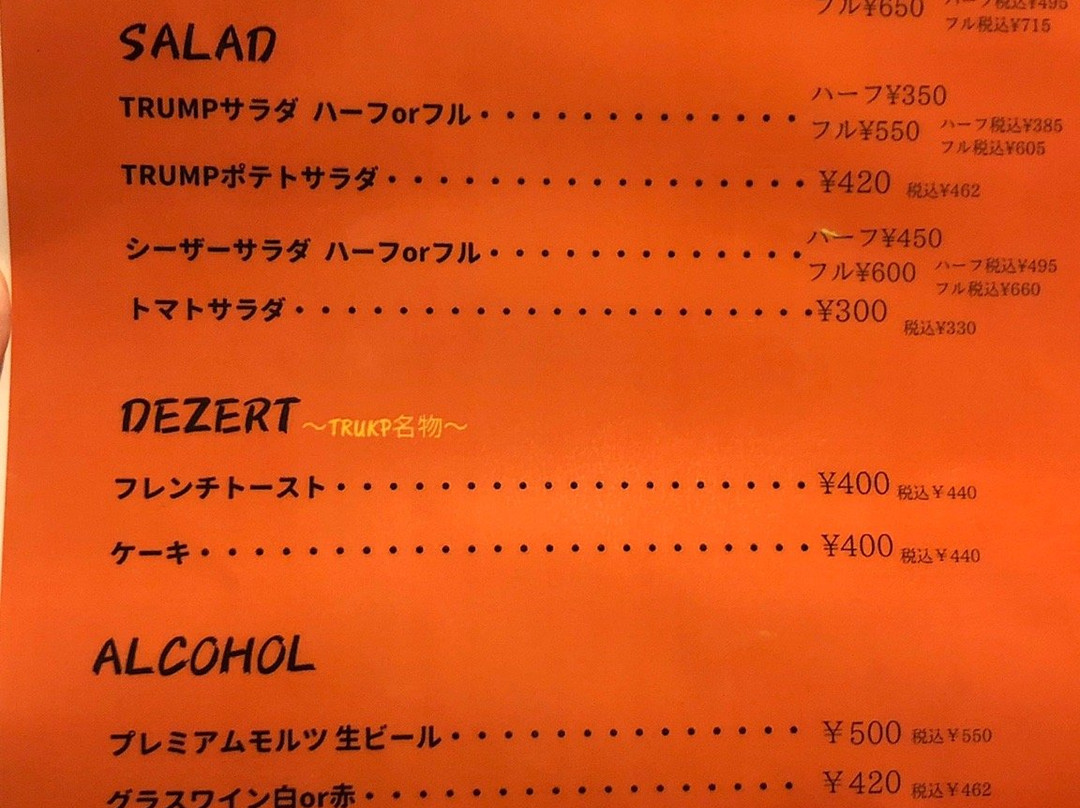 フル¥650 ハーフ税込¥495
フル税込¥715
SALAD
TRUMPサラダ ハーフorフル・・・・・・・・・・・・・ ハーフ¥350
フル¥550 ハーフ税込¥385
フル税込¥605
TRUMPポテトサラダ・・・・・・・・・・・・・・・・・ ¥420 税込¥462
シーザーサラダ ハーフorフル・・・・・・・・・・・・・ ハーフ¥450
フル¥600 ハーフ税込¥495
フル税込¥660
トマトサラダ・・・・・・・・・・・・・・・・・・・・・ ¥300 税込¥330
DEZERT 〜TRUKP名物〜
フレンチトースト・・・・・・・・・・・・・・・・・・・ ¥400 税込¥440
ケーキ・・・・・・・・・・・・・・・・・・・・・・・・ ¥400 税込¥440
ALCOHOL
プレミアムモルツ 生ビール・・・・・・・・・・・・・・ ¥500 税込¥550
グラスワイン白or赤・・・・・・・・・・・・・・・・・ ¥420 税込¥462